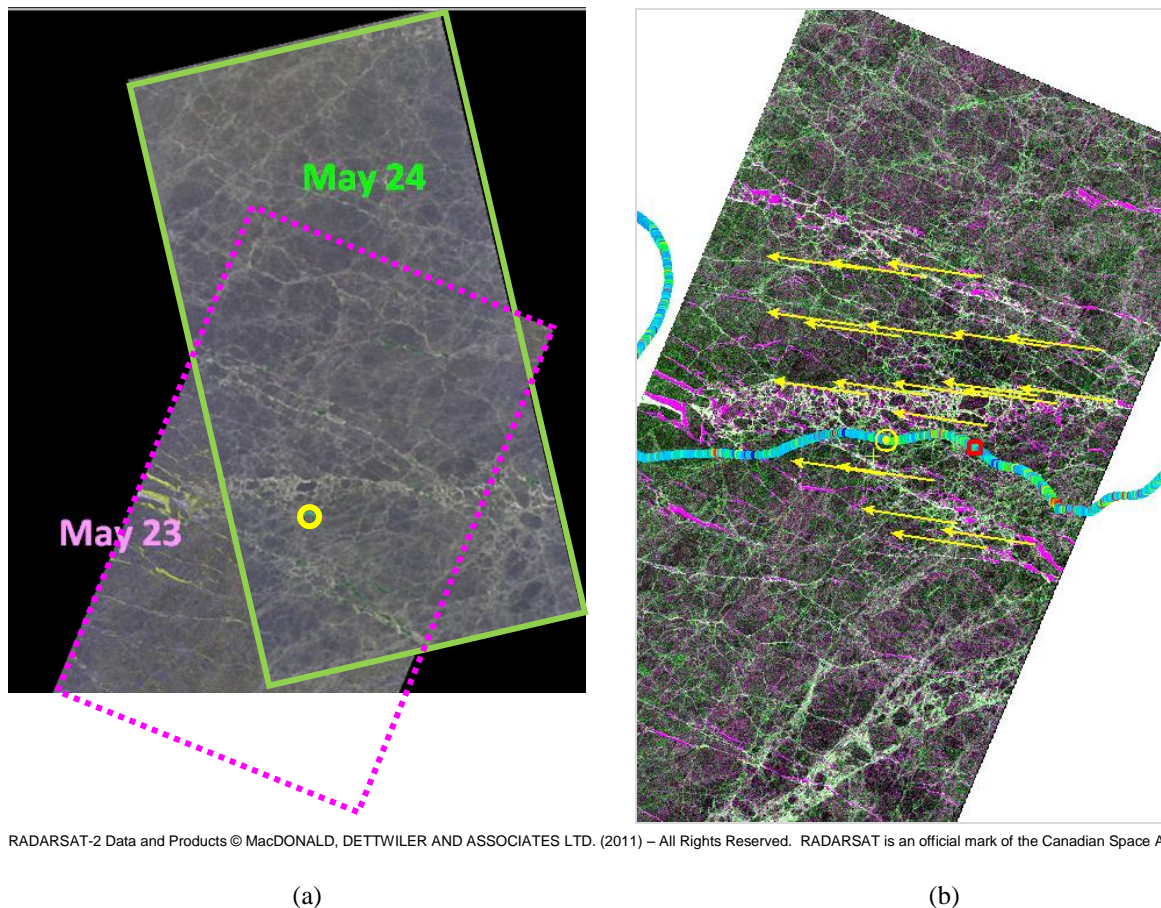 May 24
May 23
RADARSAT-2 Data and Products © MacDONALD, DETTWILER AND ASSOCIATES LTD. (2011) – All Rights Reserved. RADARSAT is an official mark of the Canadian Space A
(a)
(b)